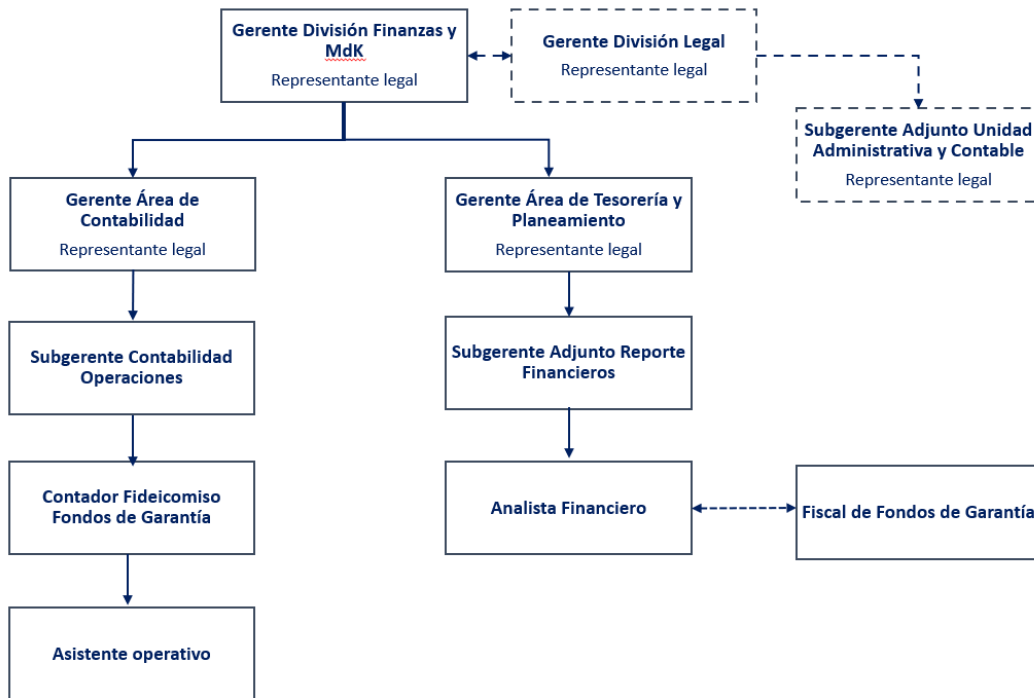 Gerente División Finanzas y
MdK
Representante legal
Gerente División Legal
Representante legal
Subgerente Adjunto Unidad
Administrativa y Contable
Representante legal
Gerente Área de
Contabilidad
Representante legal
Gerente Área de Tesorería y
Planeamiento
Representante legal
Subgerente Contabilidad
Operaciones
Subgerente Adjunto Reporte
Financieros
Contador Fideicomiso
Fondos de Garantía
Analista Financiero
Fiscal de Fondos de Garantía
Asistente operativo